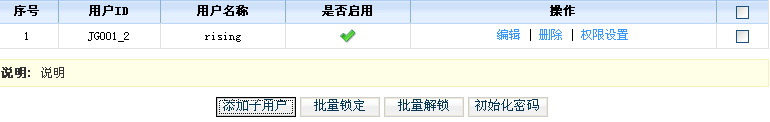 序号 用户ID 用户名称 是否启用 操作
1 JG001_2 rising 编辑 | 删除 | 权限设置
说明: 说明
添加子用户 批量锁定 批量解锁 初始化密码